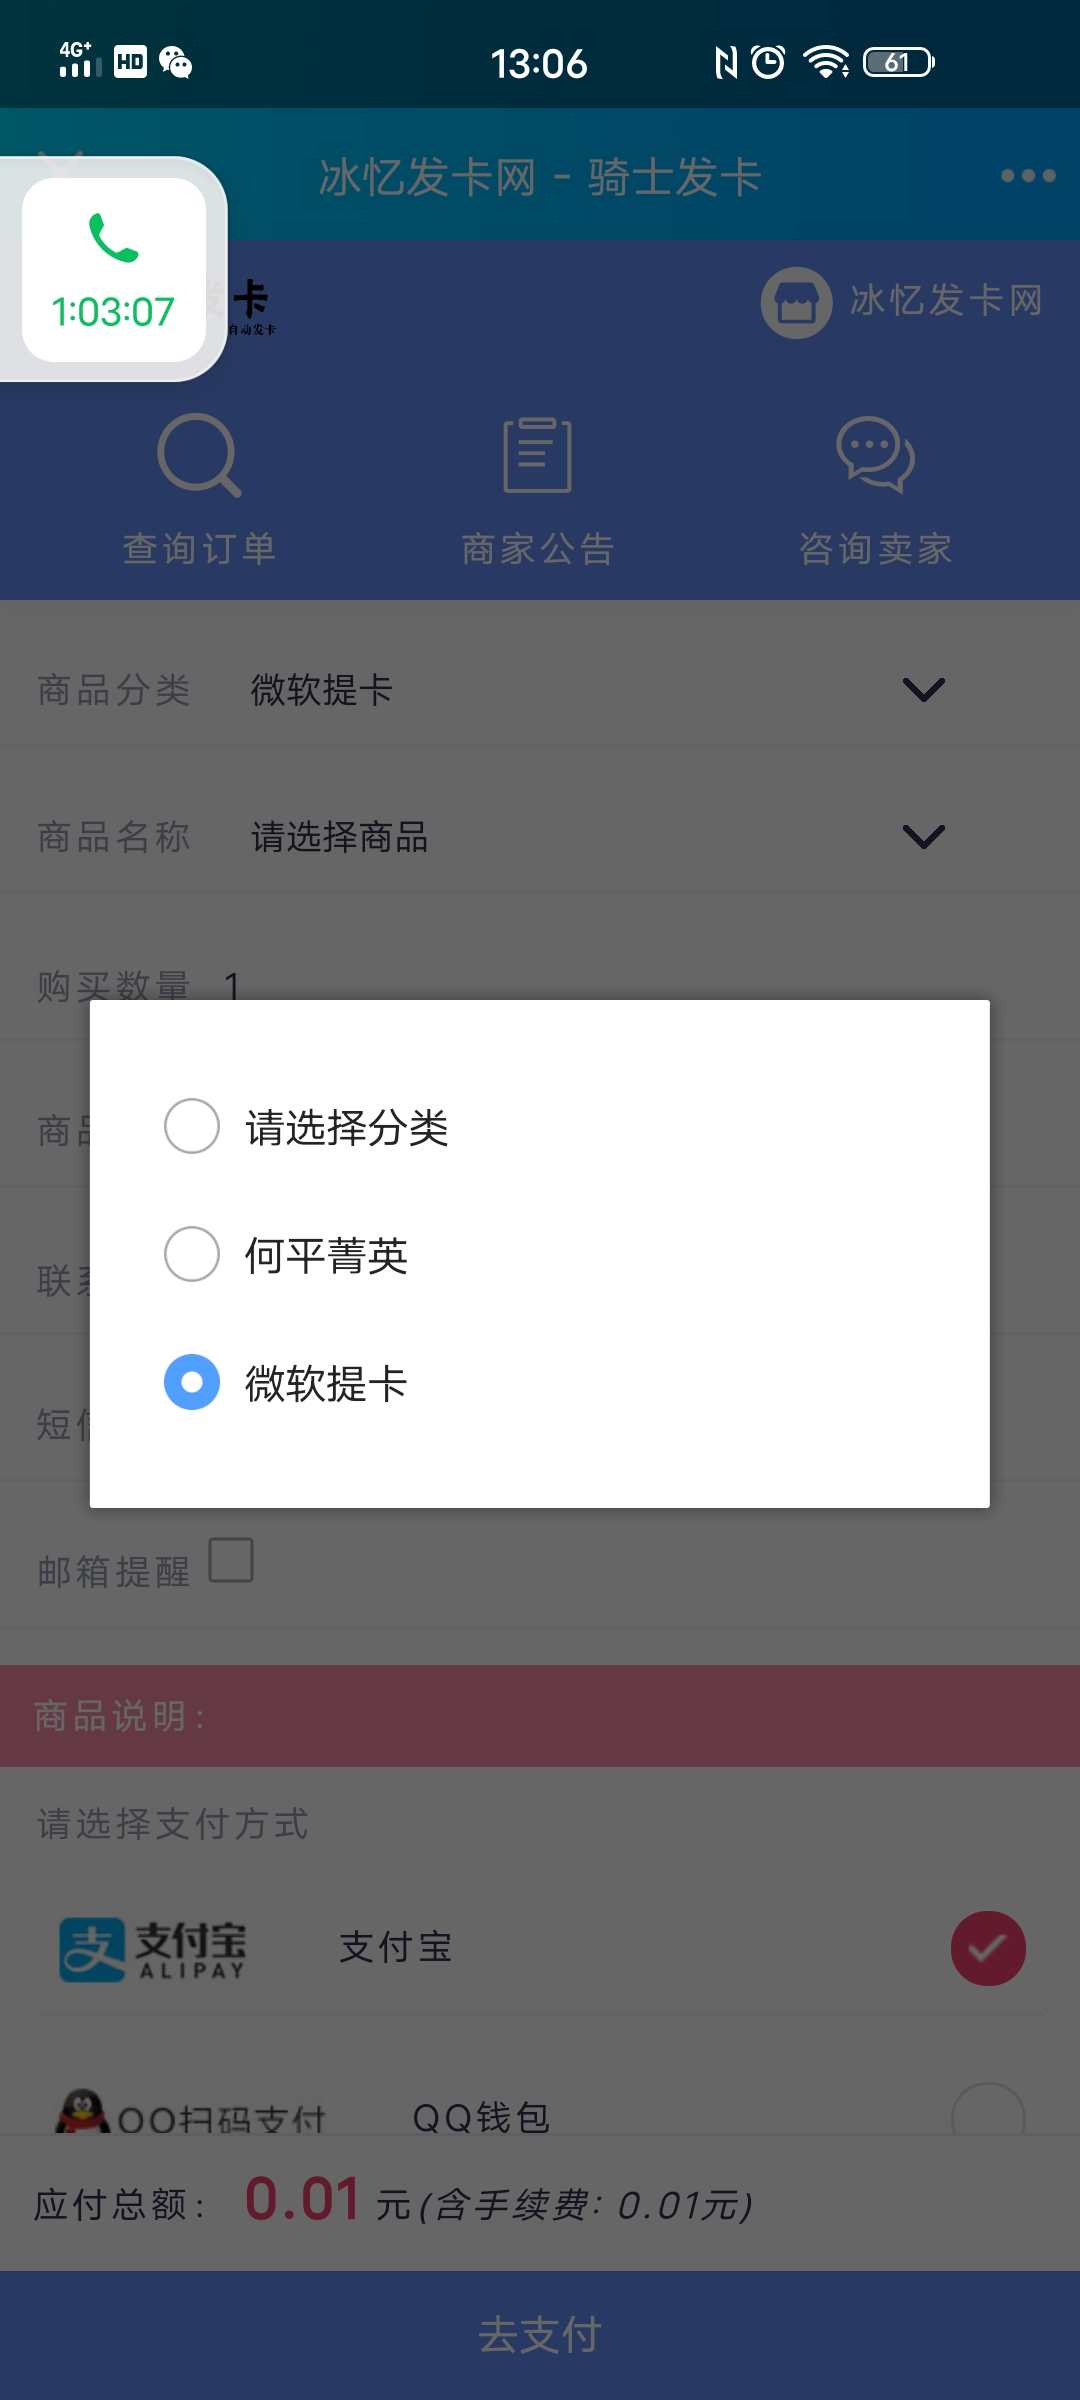 4G+ HD 13:06 61
冰忆发卡网 - 骑士发卡
1:03:07
发卡
自动发卡
冰忆发卡网
查询订单 商家公告 咨询卖家
商品分类 微软提卡
商品名称 请选择商品
购买数量 1
请选择分类
何平菁英
微软提卡
商品
联系
短信
邮箱提醒
商品说明:
请选择支付方式
支付宝 ALIPAY 支付宝
QQ扫码支付 QQ钱包
应付总额: 0.01 元(含手续费: 0.01元)
去支付